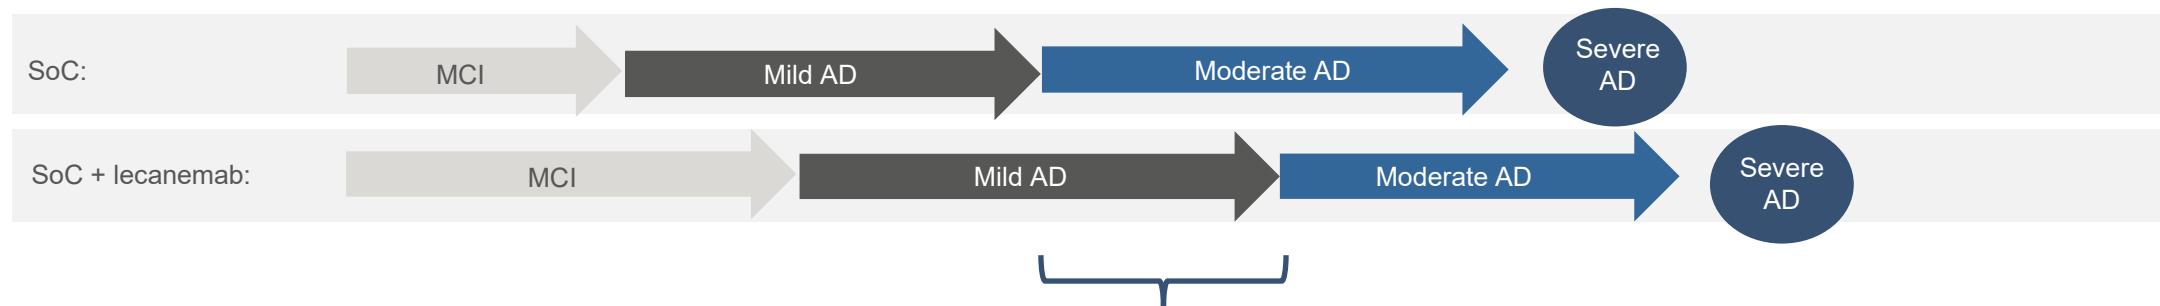 SoC:
MCI
Mild AD
Moderate AD
Severe
AD
SoC + lecanemab:
MCI
Mild AD
Moderate AD
Severe
AD